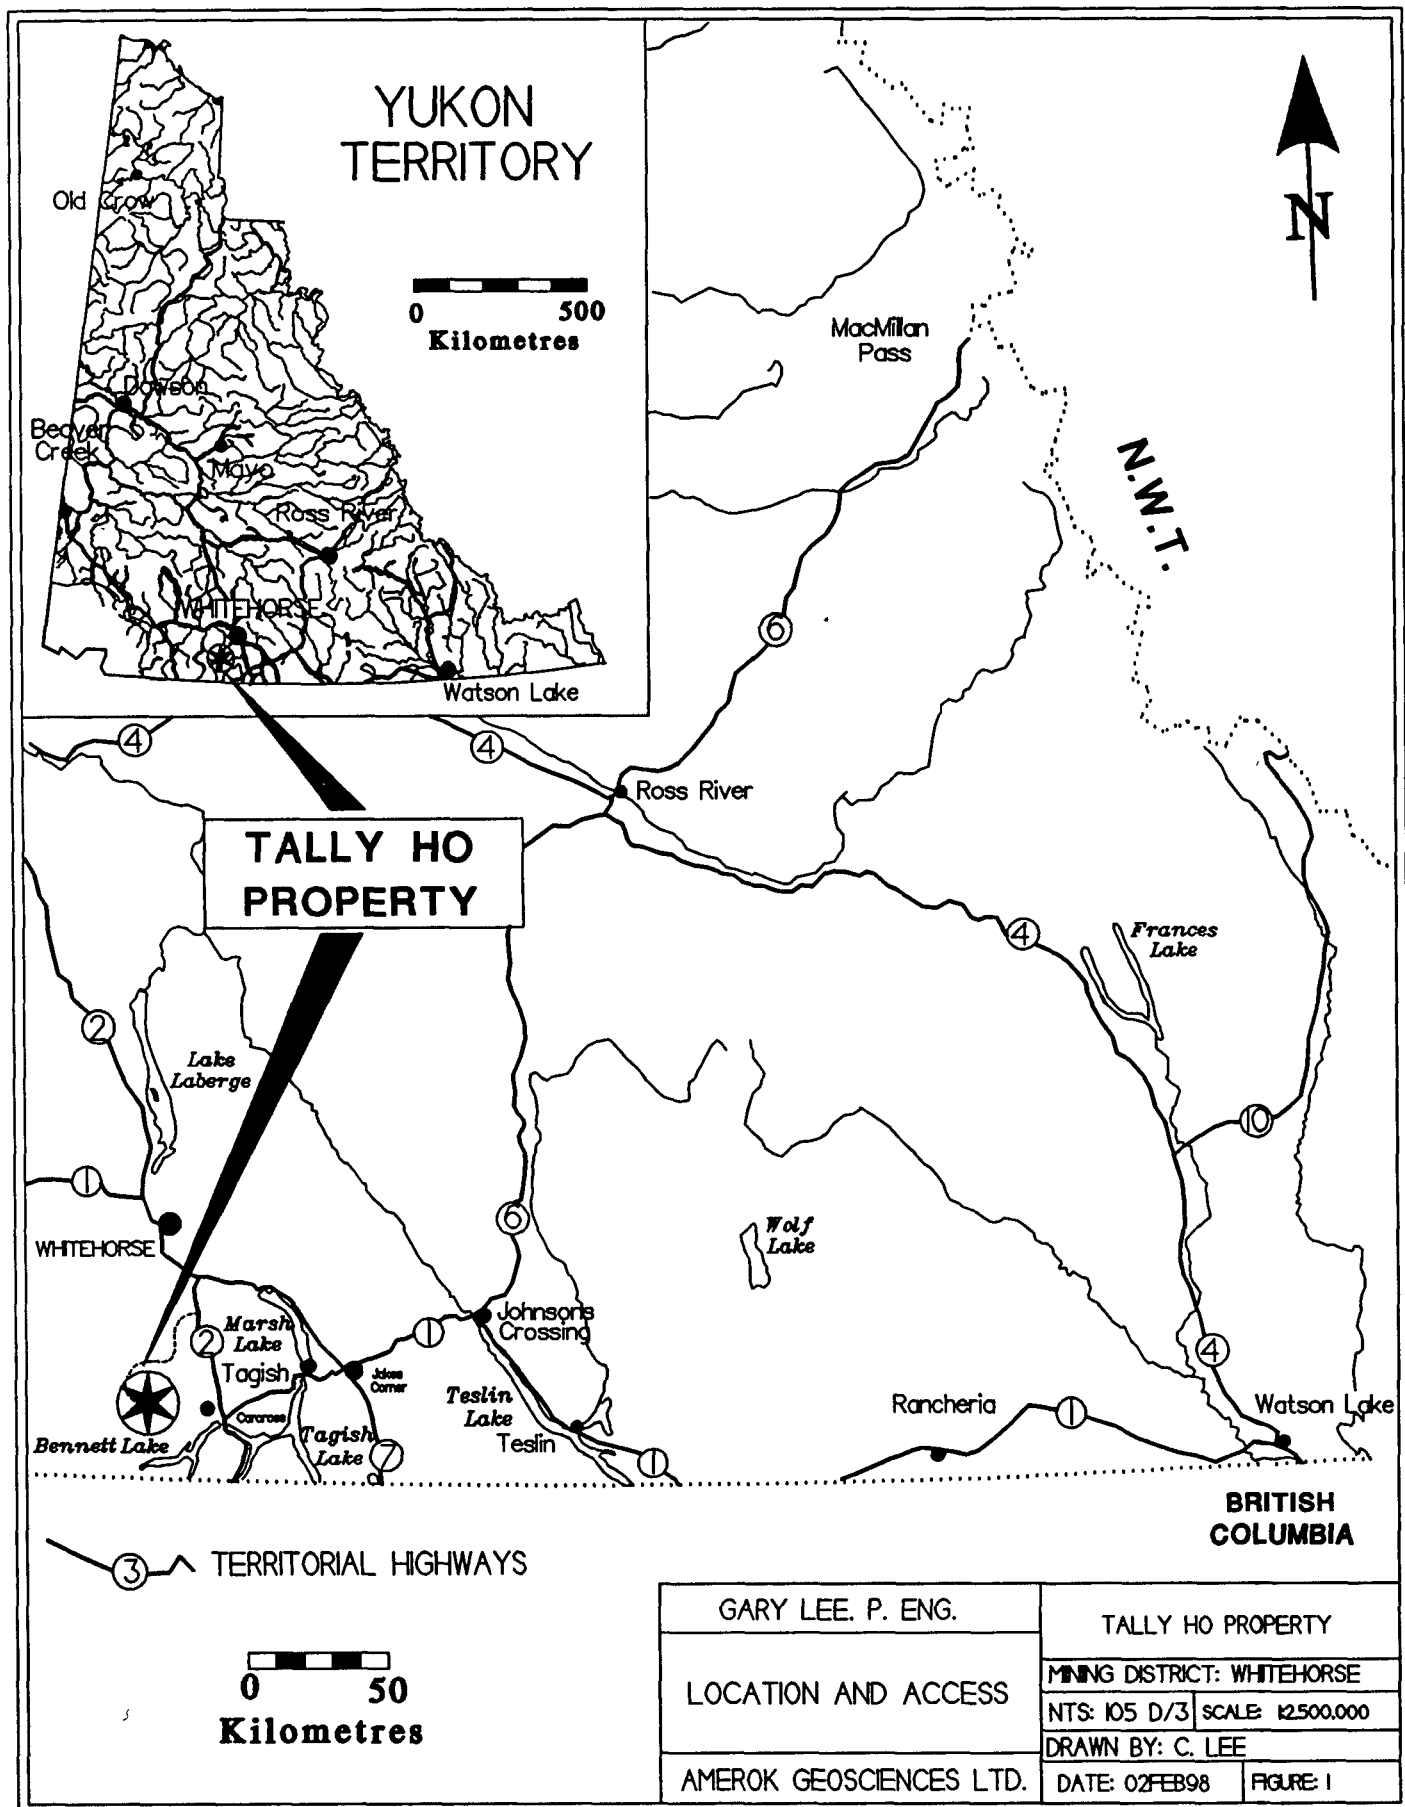 YUKON
TERRITORY
Old Crow
0 500
Kilometres
Dawson
Beaver
Creek
Mayo
Ross River
WHITEHORSE
Watson Lake
N
MacMillan
Pass
N.W.T.
6
4
4
Ross River
TALLY HO
PROPERTY
4
Frances
Lake
2
Lake
Laberge
10
1
6
WHITEHORSE
Wolf
Lake
Johnsons
Crossing
Marsh
Lake
2
1
4
Tagish
Jakes
Corner
Teslin
Lake
Rancheria
1
Watson Lake
Carcross
Bennett Lake
Tagish
Lake
7
Teslin
1
BRITISH
COLUMBIA
3
TERRITORIAL HIGHWAYS
0 50
Kilometres
GARY LEE. P. ENG.
LOCATION AND ACCESS
AMEROK GEOSCIENCES LTD.
TALLY HO PROPERTY
MINING DISTRICT: WHITEHORSE
NTS: 105 D/3 SCALE: 1:2,500,000
DRAWN BY: C. LEE
DATE: 02FEB98 FIGURE: 1